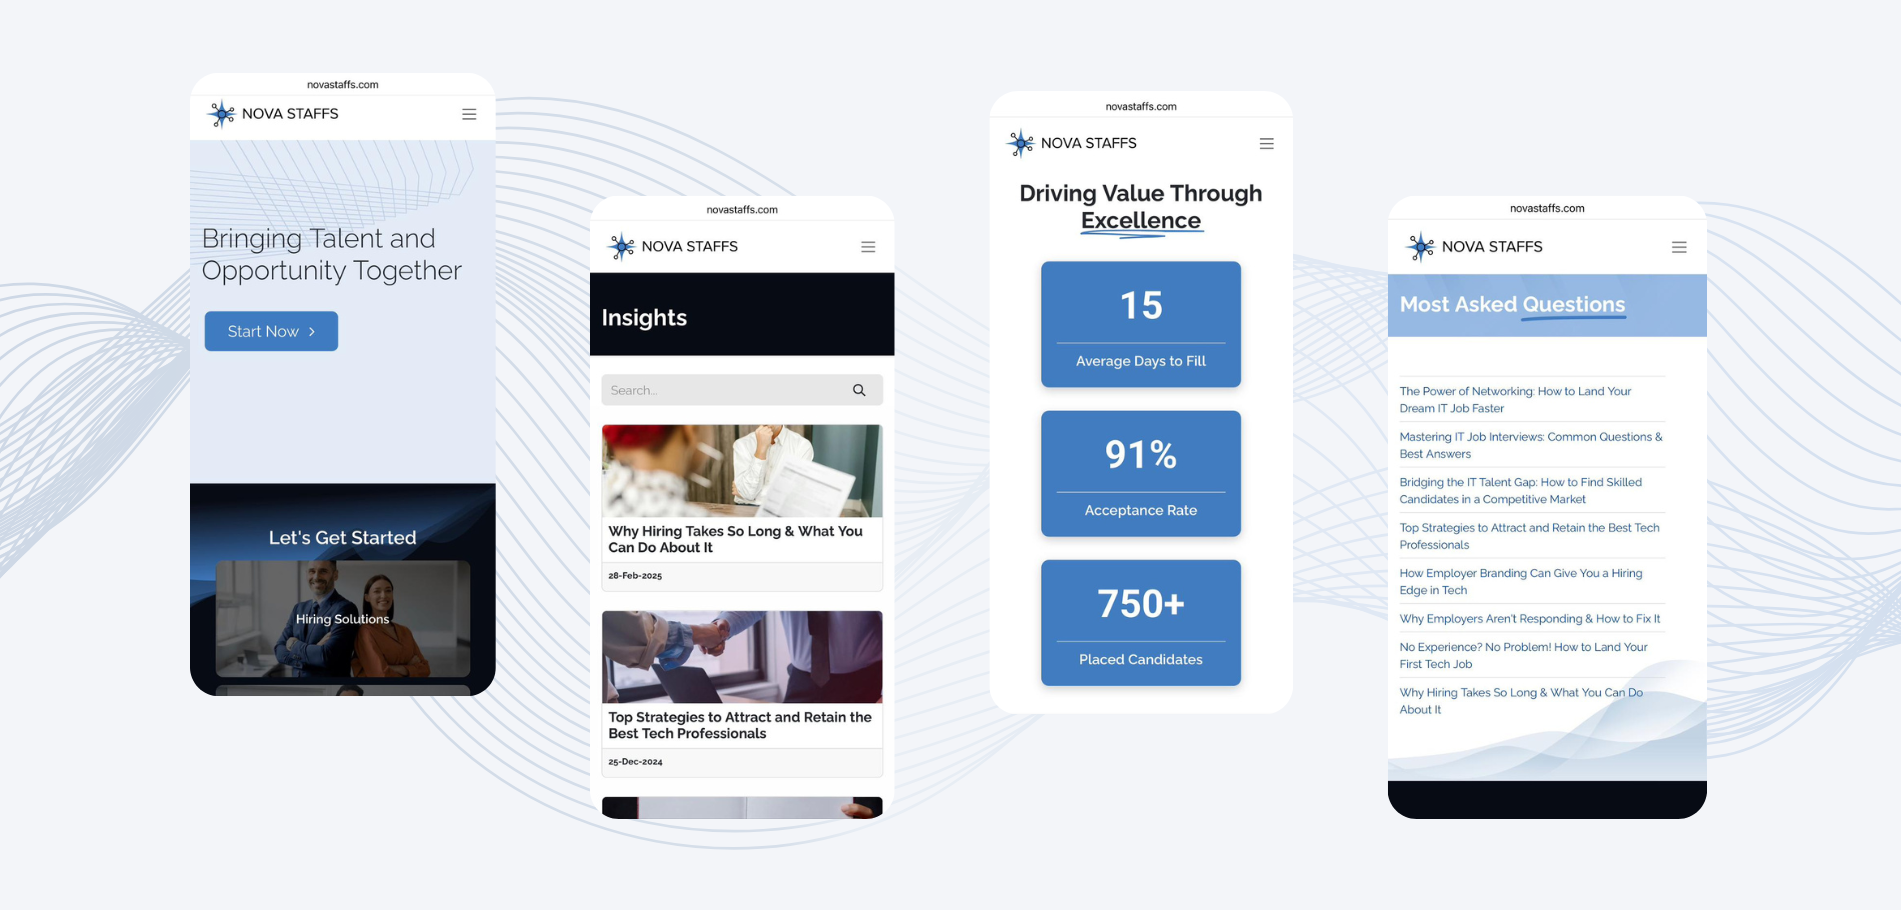 novastaffs.com
NOVA STAFFS
Bringing Talent and
Opportunity Together
Start Now
Let's Get Started
Hiring Solutions
novastaffs.com
NOVA STAFFS
Insights
Search...
Why Hiring Takes So Long & What You
Can Do About It
28-Feb-2025
Top Strategies to Attract and Retain the
Best Tech Professionals
25-Dec-2024
novastaffs.com
NOVA STAFFS
Driving Value Through
Excellence
15
Average Days to Fill
91%
Acceptance Rate
750+
Placed Candidates
novastaffs.com
NOVA STAFFS
Most Asked Questions
The Power of Networking: How to Land Your
Dream IT Job Faster
Mastering IT Job Interviews: Common Questions &
Best Answers
Bridging the IT Talent Gap: How to Find Skilled
Candidates in a Competitive Market
Top Strategies to Attract and Retain the Best Tech
Professionals
How Employer Branding Can Give You a Hiring
Edge in Tech
Why Employers Aren't Responding & How to Fix It
No Experience? No Problem! How to Land Your
First Tech Job
Why Hiring Takes So Long & What You Can Do
About It